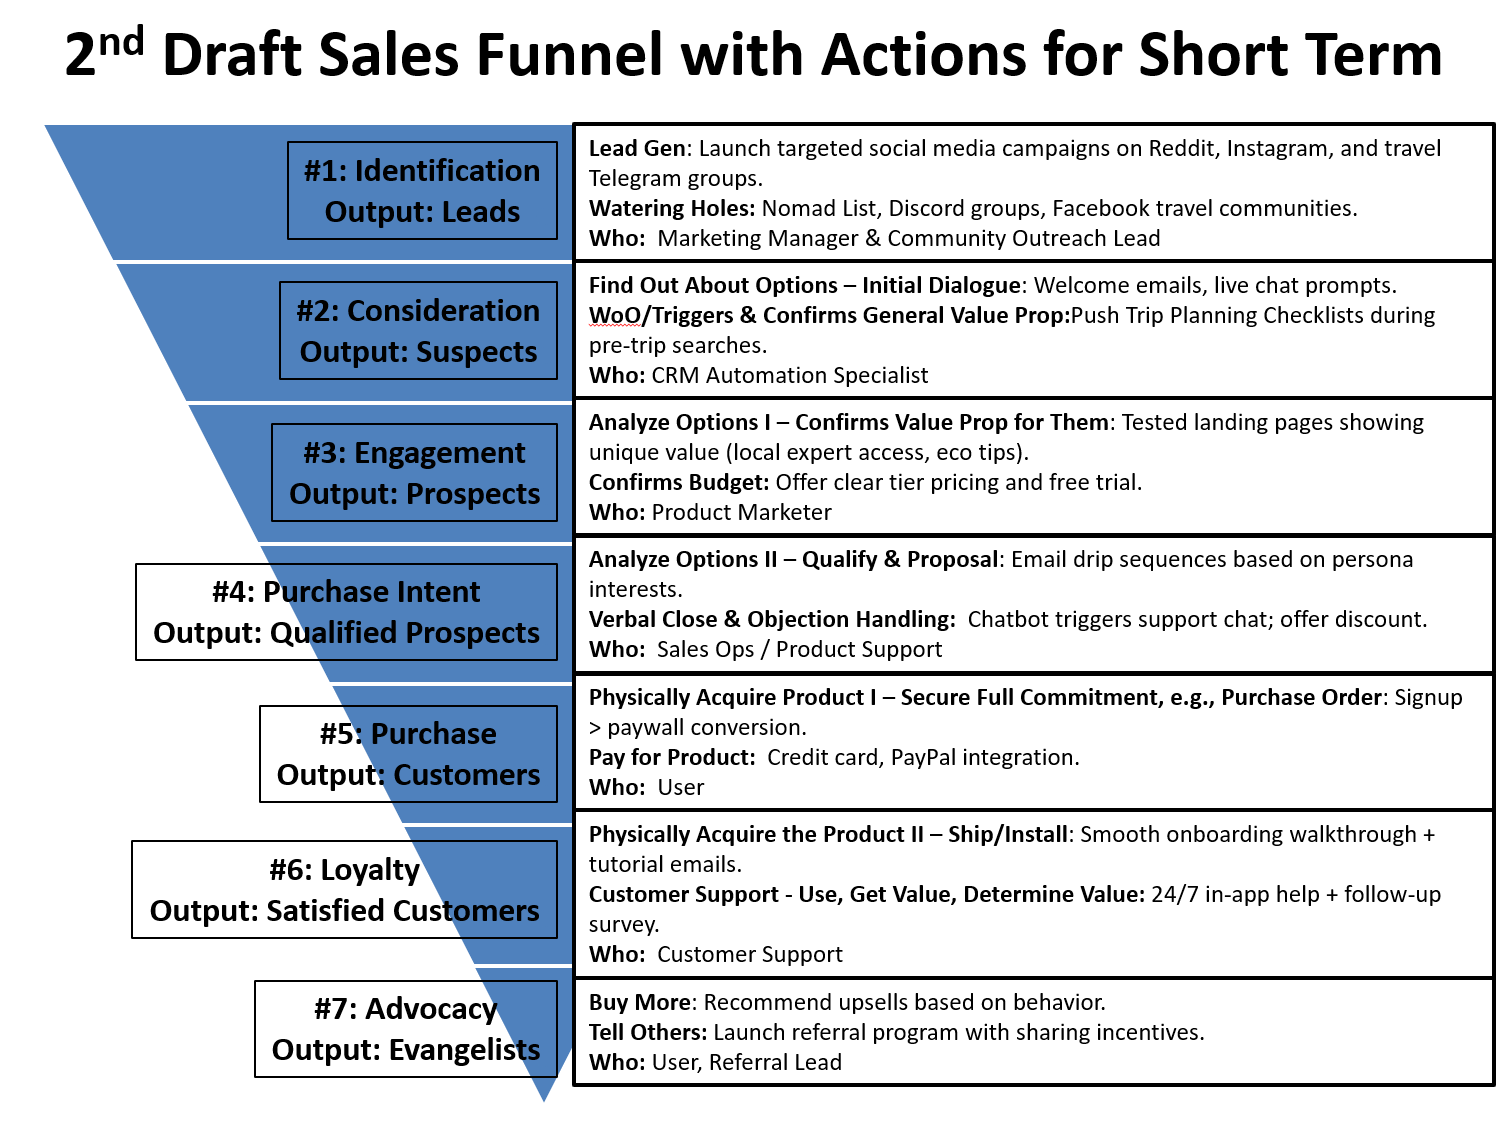 2nd Draft Sales Funnel with Actions for Short Term
#1: Identification
Output: Leads
Lead Gen: Launch targeted social media campaigns on Reddit, Instagram, and travel
Telegram groups.
Watering Holes: Nomad List, Discord groups, Facebook travel communities.
Who:  Marketing Manager & Community Outreach Lead
#2: Consideration
Output: Suspects
Find Out About Options – Initial Dialogue: Welcome emails, live chat prompts.
WoO/Triggers & Confirms General Value Prop:Push Trip Planning Checklists during
pre-trip searches.
Who: CRM Automation Specialist
#3: Engagement
Output: Prospects
Analyze Options I – Confirms Value Prop for Them: Tested landing pages showing
unique value (local expert access, eco tips).
Confirms Budget: Offer clear tier pricing and free trial.
Who: Product Marketer
#4: Purchase Intent
Output: Qualified Prospects
Analyze Options II – Qualify & Proposal: Email drip sequences based on persona
interests.
Verbal Close & Objection Handling:  Chatbot triggers support chat; offer discount.
Who:  Sales Ops / Product Support
#5: Purchase
Output: Customers
Physically Acquire Product I – Secure Full Commitment, e.g., Purchase Order: Signup
> paywall conversion.
Pay for Product:  Credit card, PayPal integration.
Who:  User
#6: Loyalty
Output: Satisfied Customers
Physically Acquire the Product II – Ship/Install: Smooth onboarding walkthrough +
tutorial emails.
Customer Support - Use, Get Value, Determine Value: 24/7 in-app help + follow-up
survey.
Who:  Customer Support
#7: Advocacy
Output: Evangelists
Buy More: Recommend upsells based on behavior.
Tell Others: Launch referral program with sharing incentives.
Who: User, Referral Lead